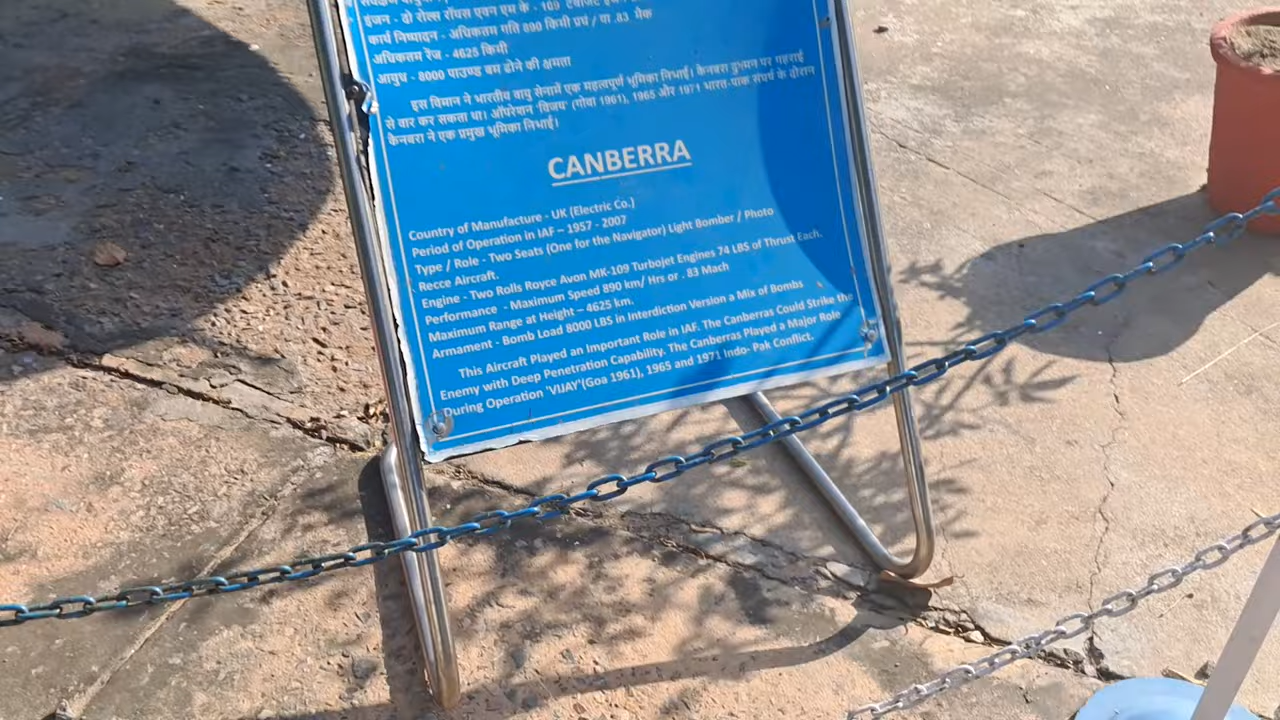 इंजन - दो रोल्स रॉयस एवन एम के - 109 टर्बोजेट इंजन
कार्य निष्पादन - अधिकतम गति 890 किमी प्रघं / या .83 मैक
अधिकतम रेंज - 4625 किमी
आयुध - 8000 पाउण्ड बम ढोने की क्षमता
इस विमान ने भारतीय वायु सेनामें एक महत्वपूर्ण भूमिका निभाई। कैनबरा दुश्मन पर गहराई
से वार कर सकता था। ऑपरेशन 'विजय' (गोवा 1961), 1965 और 1971 भारत-पाक संघर्ष के दौरान
कैनबरा ने एक प्रमुख भूमिका निभाई।
CANBERRA
Country of Manufacture - UK (Electric Co.)
Period of Operation in IAF – 1957 - 2007
Type / Role - Two Seats (One for the Navigator) Light Bomber / Photo
Recce Aircraft.
Engine - Two Rolls Royce Avon MK-109 Turbojet Engines 74 LBS of Thrust Each.
Performance - Maximum Speed 890 km/ Hrs or . 83 Mach
Maximum Range at Height – 4625 km.
Armament - Bomb Load 8000 LBS in Interdiction Version a Mix of Bombs
This Aircraft Played an Important Role in IAF. The Canberras Could Strike the
Enemy with Deep Penetration Capability. The Canberras Played a Major Role
During Operation 'VIJAY'(Goa 1961), 1965 and 1971 Indo- Pak Conflict.